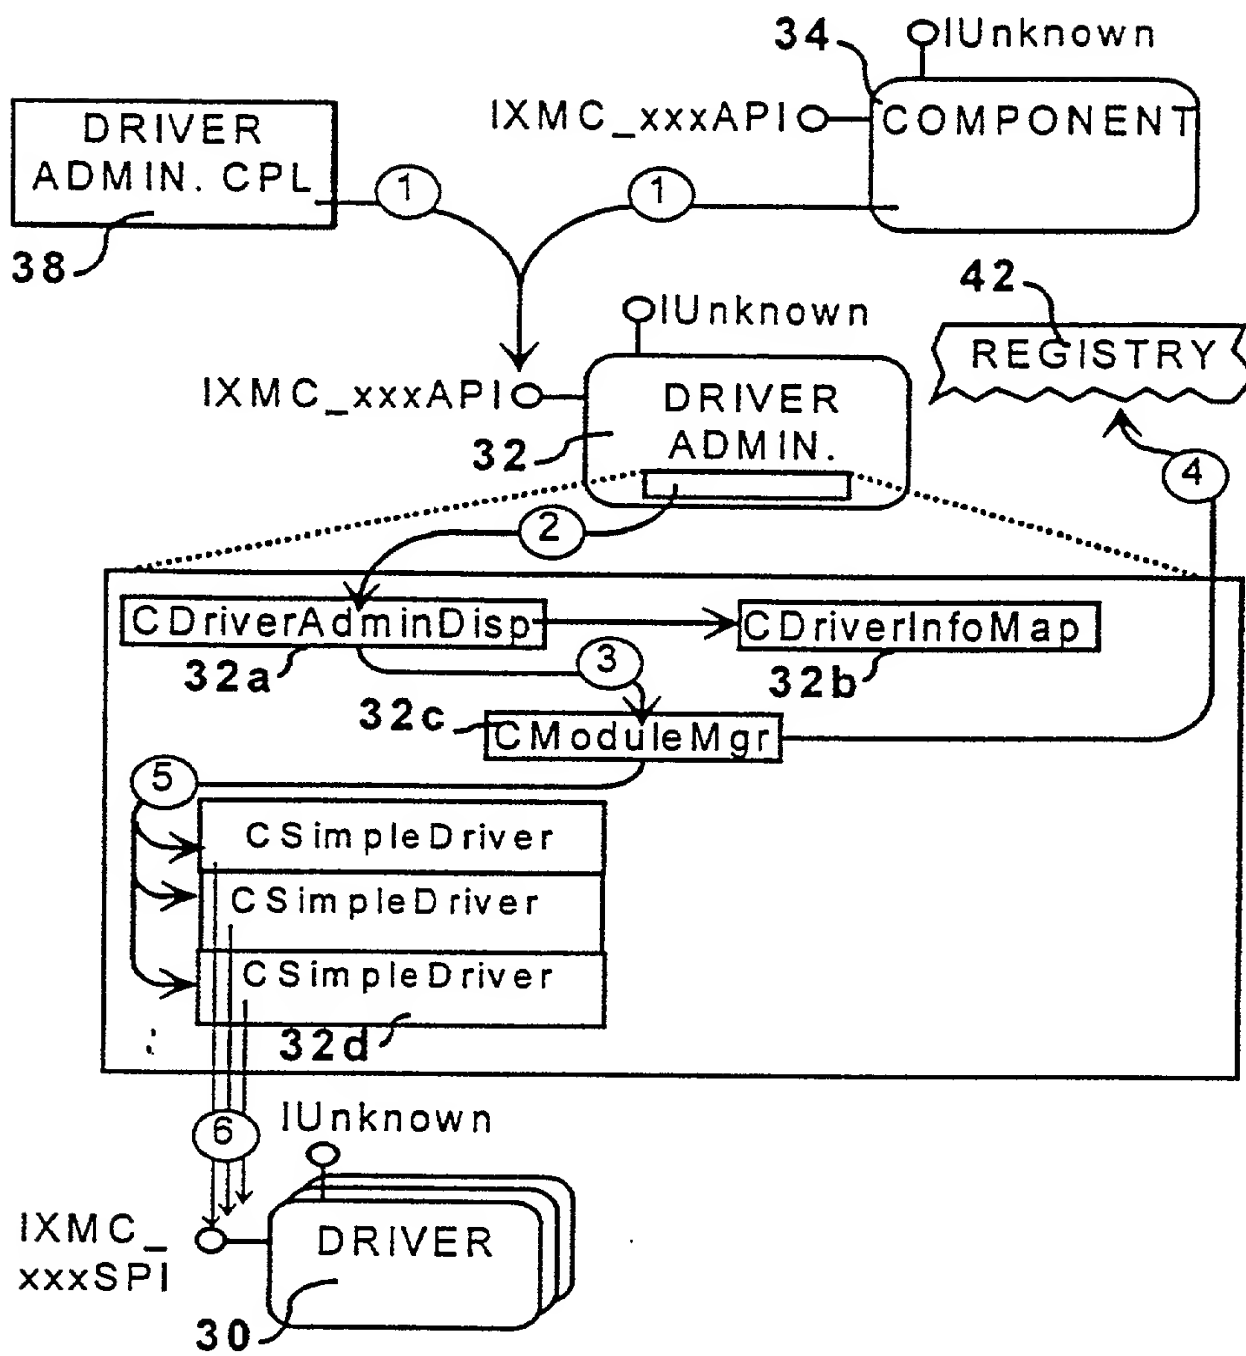 34
IUnknown
IXMC_xxxAPI
COMPONENT
DRIVER
ADMIN. CPL
1
1
38
42
IUnknown
REGISTRY
IXMC_xxxAPI
DRIVER
ADMIN.
32
4
2
CDriverAdminDisp
CDriverInfoMap
32a
3
32b
32c
CModuleMgr
5
CSimpleDriver
CSimpleDriver
CSimpleDriver
32d
6
IUnknown
IXMC_
xxxSPI
DRIVER
30